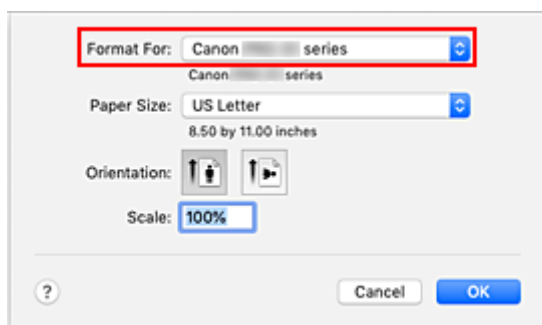 Format For: Canon series
Canon series
Paper Size: US Letter
8.50 by 11.00 inches
Orientation:
Scale: 100%
? Cancel OK